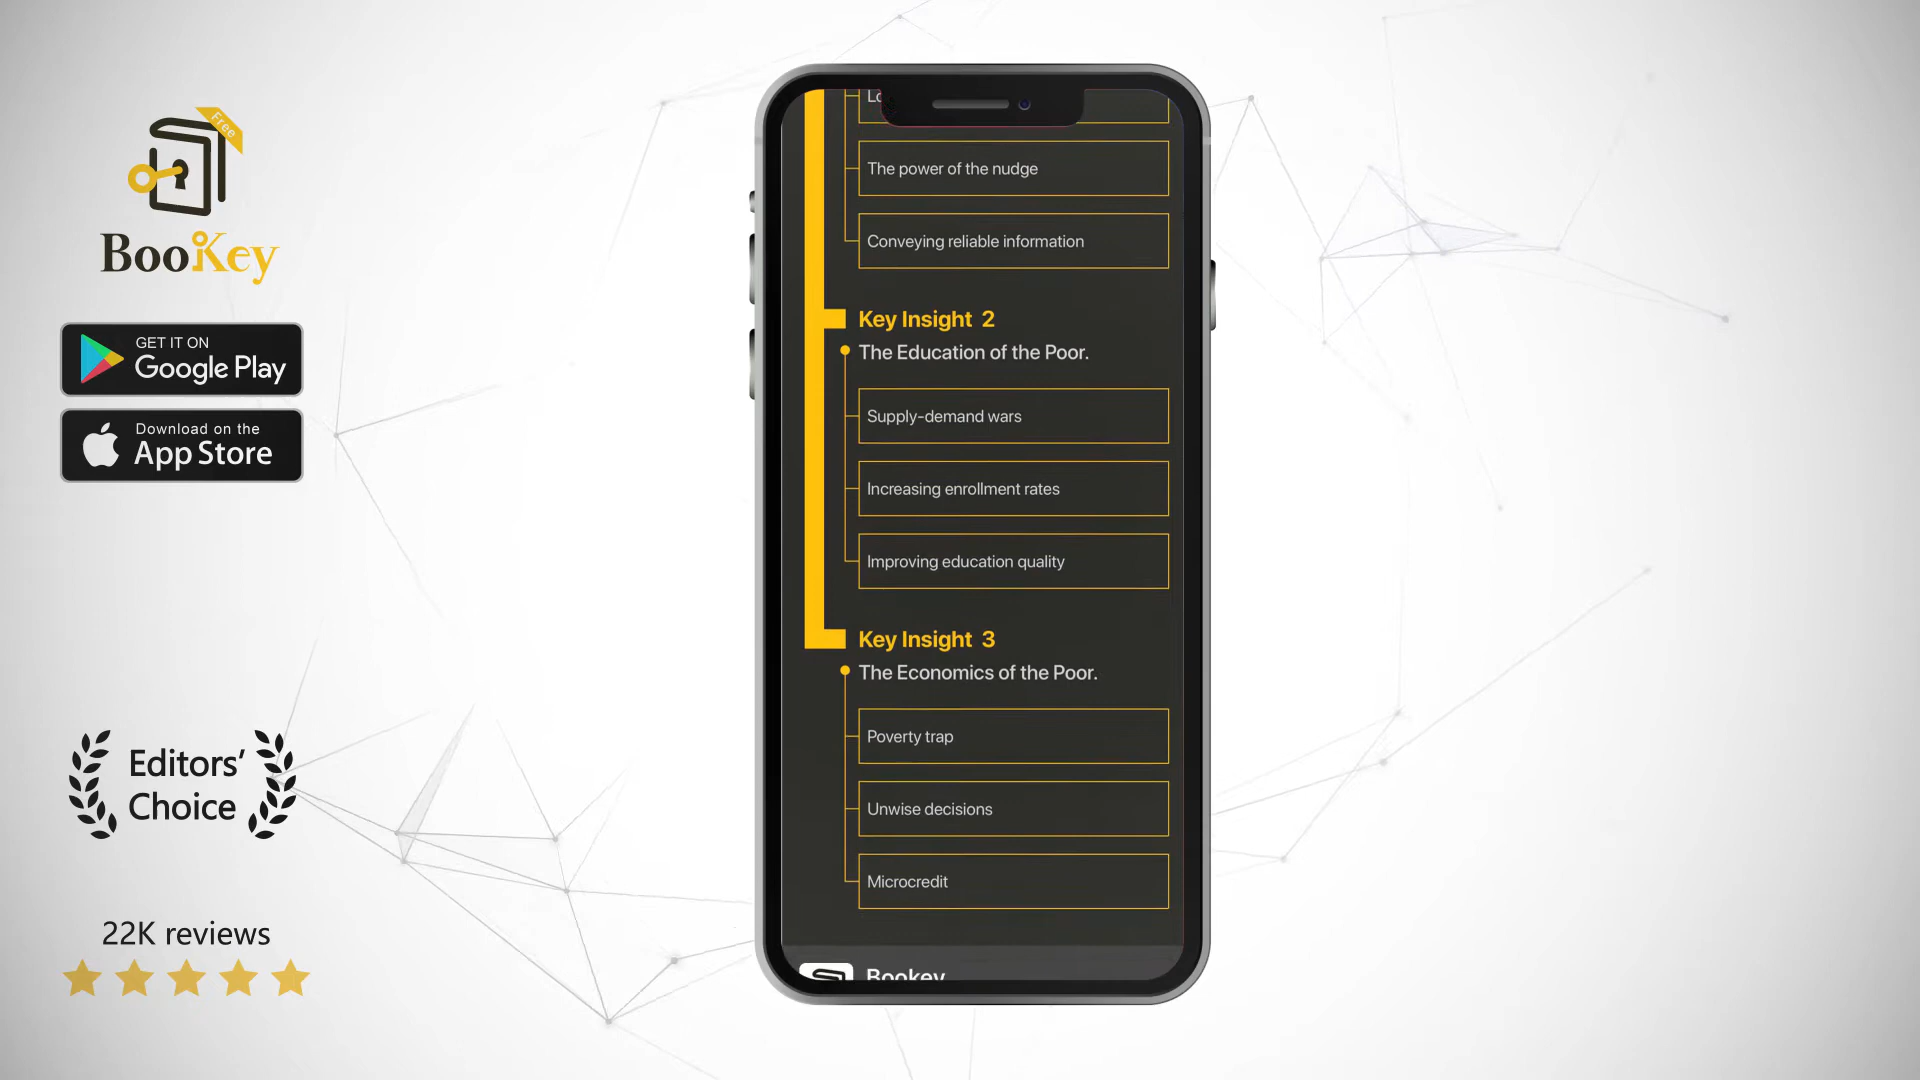 Free
BooKey
GET IT ON
Google Play
Download on the
App Store
Editors’
Choice
22K reviews
The power of the nudge
Conveying reliable information
Key Insight 2
The Education of the Poor.
Supply-demand wars
Increasing enrollment rates
Improving education quality
Key Insight 3
The Economics of the Poor.
Poverty trap
Unwise decisions
Microcredit
Bookey